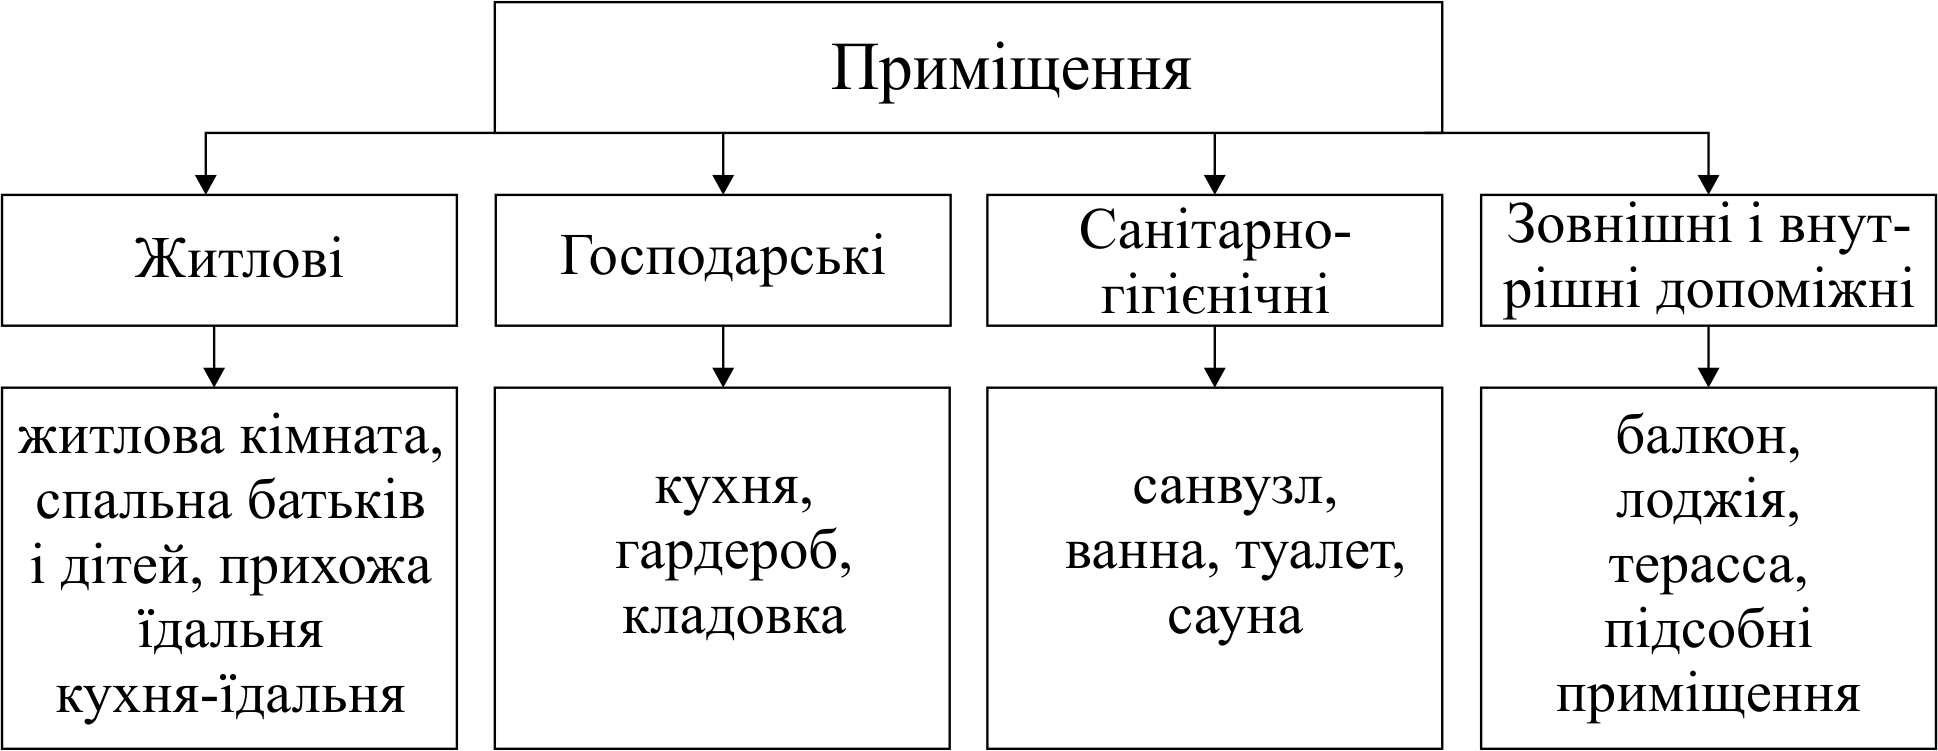 Приміщення
Житлові
Господарські
Санітарно-
гігієнічні
Зовнішні і внут-
рішні допоміжні
житлова кімната,
спальна батьків
і дітей, прихожа
їдальня
кухня-їдальня
кухня,
гардероб,
кладовка
санвузл,
ванна, туалет,
сауна
балкон,
лоджія,
терасса,
підсобні
приміщення